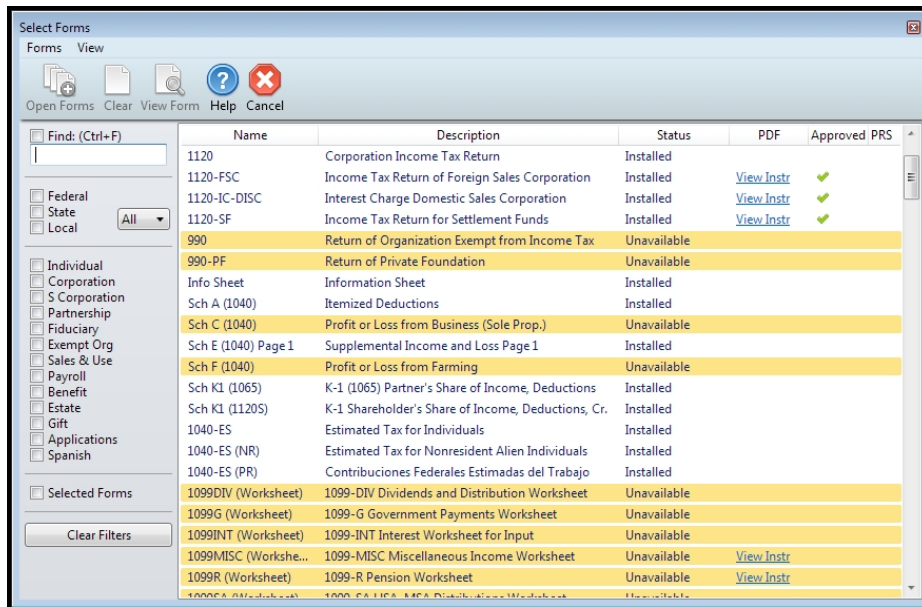 Select Forms
Forms View
Open Forms Clear View Form Help Cancel
Find: (Ctrl+F)
Federal
State
Local
All
Individual
Corporation
S Corporation
Partnership
Fiduciary
Exempt Org
Sales & Use
Payroll
Benefit
Estate
Gift
Applications
Spanish
Selected Forms
Clear Filters
Name Description Status PDF Approved PRS
1120 Corporation Income Tax Return Installed
1120-FSC Income Tax Return of Foreign Sales Corporation Installed View Instr
1120-IC-DISC Interest Charge Domestic Sales Corporation Installed View Instr
1120-SF Income Tax Return for Settlement Funds Installed View Instr
990 Return of Organization Exempt from Income Tax Unavailable
990-PF Return of Private Foundation Unavailable
Info Sheet Information Sheet Installed
Sch A (1040) Itemized Deductions Installed
Sch C (1040) Profit or Loss from Business (Sole Prop.) Unavailable
Sch E (1040) Page 1 Supplemental Income and Loss Page 1 Installed
Sch F (1040) Profit or Loss from Farming Unavailable
Sch K1 (1065) K-1 (1065) Partner's Share of Income, Deductions Installed
Sch K1 (1120S) K-1 Shareholder's Share of Income, Deductions, Cr. Installed
1040-ES Estimated Tax for Individuals Installed
1040-ES (NR) Estimated Tax for Nonresident Alien Individuals Installed
1040-ES (PR) Contribuciones Federales Estimadas del Trabajo Installed
1099DIV (Worksheet) 1099-DIV Dividends and Distribution Worksheet Unavailable
1099G (Worksheet) 1099-G Government Payments Worksheet Unavailable
1099INT (Worksheet) 1099-INT Interest Worksheet for Input Unavailable
1099MISC (Workshe... 1099-MISC Miscellaneous Income Worksheet Unavailable View Instr
1099R (Worksheet) 1099-R Pension Worksheet Unavailable View Instr